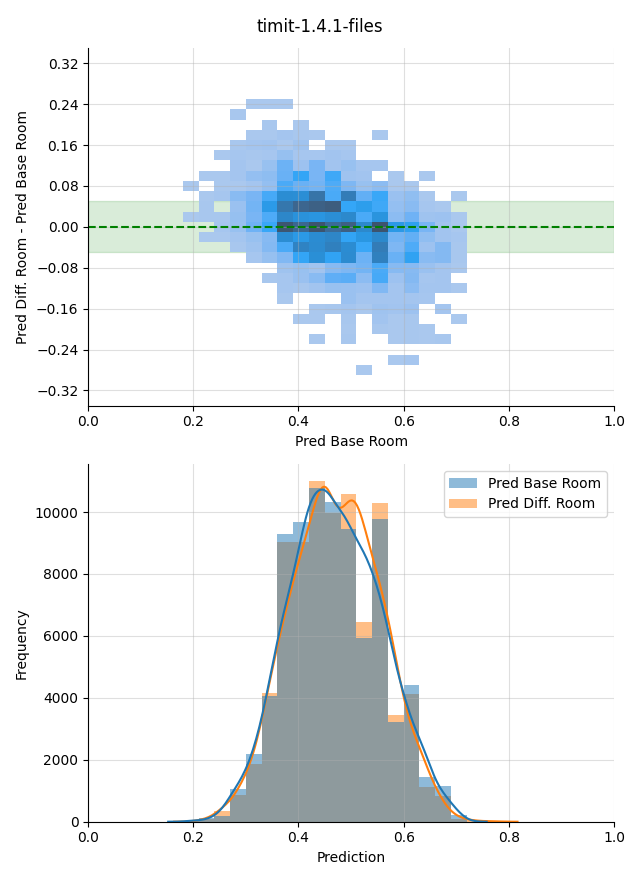 timit-1.4.1-files
0.32
0.24
0.16
0.08
0.00
−0.08
−0.16
−0.24
−0.32
Pred Diff. Room - Pred Base Room
0.0 0.2 0.4 0.6 0.8 1.0
Pred Base Room
Pred Base Room
Pred Diff. Room
10000
8000
6000
4000
2000
0
Frequency
0.0 0.2 0.4 0.6 0.8 1.0
Prediction